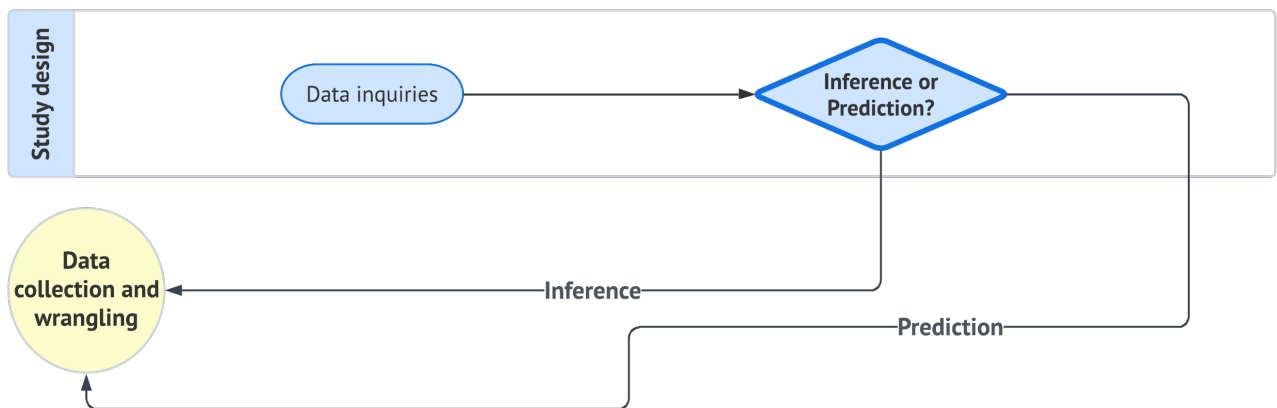 Study design
Data inquiries
Inference or
Prediction?
Data
collection and
wrangling
Inference
Prediction